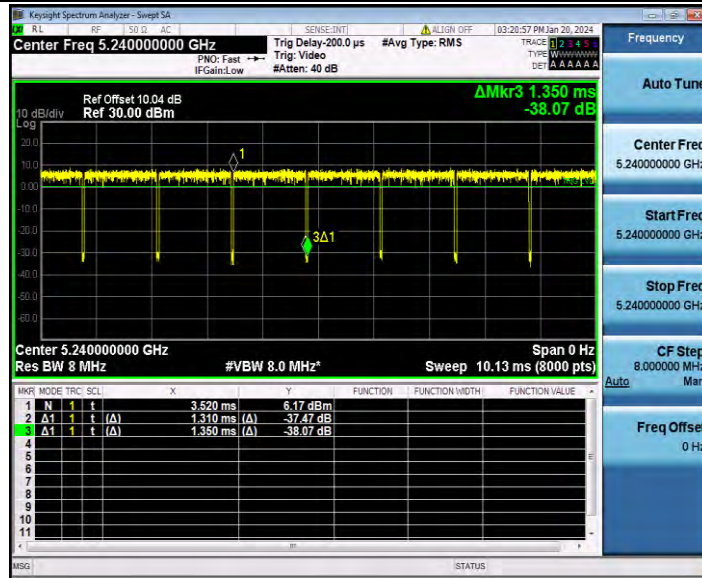 Keysight Spectrum Analyzer - Swept SA
RL RF 50 Ω AC SENSE:INT ALIGN OFF 03:20:57 PM Jan 20, 2024
Center Freq 5.240000000 GHz
PNO: Fast
IFGain:Low
Trig Delay-200.0 µs
Trig: Video
#Atten: 40 dB
#Avg Type: RMS
TRACE 1 2 3 4 5 6
TYPE W
DET A A A A A A
Ref Offset 10.04 dB
Ref 30.00 dBm
10 dB/div
Log
ΔMkr3 1.350 ms
-38.07 dB
20.0
10.0
0.00
-10.0
-20.0
-30.0
-40.0
-50.0
-60.0
1
3Δ1
Center 5.240000000 GHz Span 0 Hz
Res BW 8 MHz #VBW 8.0 MHz* Sweep 10.13 ms (8000 pts)
MKR MODE TRC SCL X Y FUNCTION FUNCTION WIDTH FUNCTION VALUE
1 N 1 t 3.520 ms 6.17 dBm
2 Δ1 1 t (Δ) 1.310 ms (Δ) -37.47 dB
3 Δ1 1 t (Δ) 1.350 ms (Δ) -38.07 dB
4
5
6
7
8
9
10
11
MSG STATUS
Frequency
Auto Tune
Center Freq
5.240000000 GHz
Start Freq
5.240000000 GHz
Stop Freq
5.240000000 GHz
CF Step
8.000000 MHz
Auto Man
Freq Offset
0 Hz